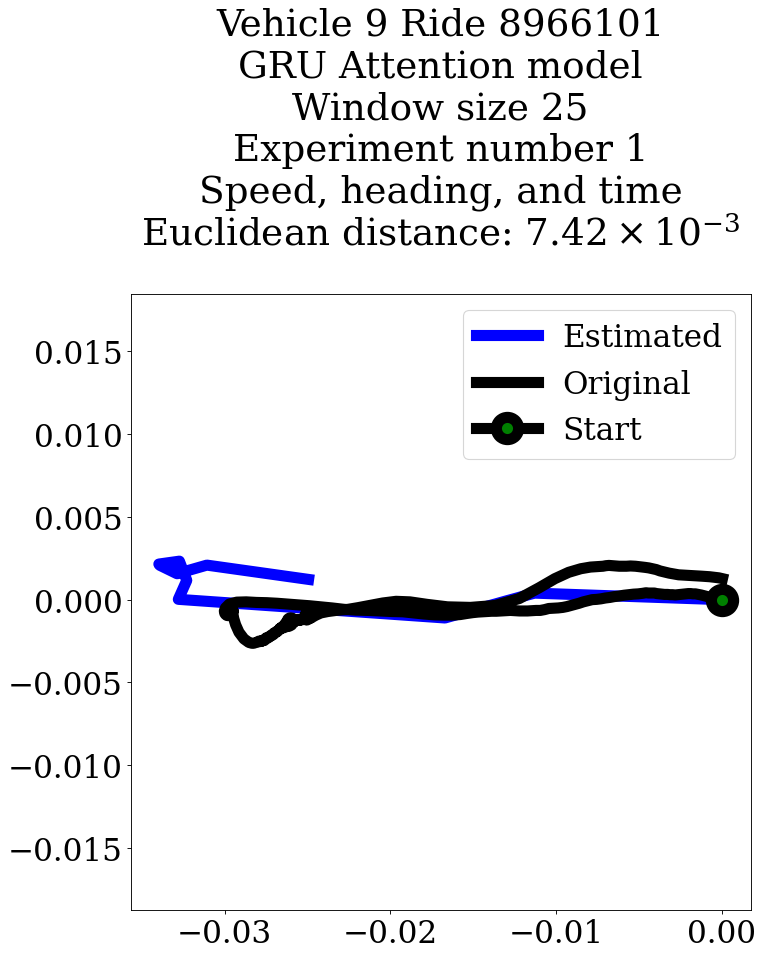 Vehicle 9 Ride 8966101
GRU Attention model
Window size 25
Experiment number 1
Speed, heading, and time
Euclidean distance: 7.42 × 10⁻³
Estimated
Original
Start
0.015
0.010
0.005
0.000
−0.005
−0.010
−0.015
−0.03
−0.02
−0.01
0.00